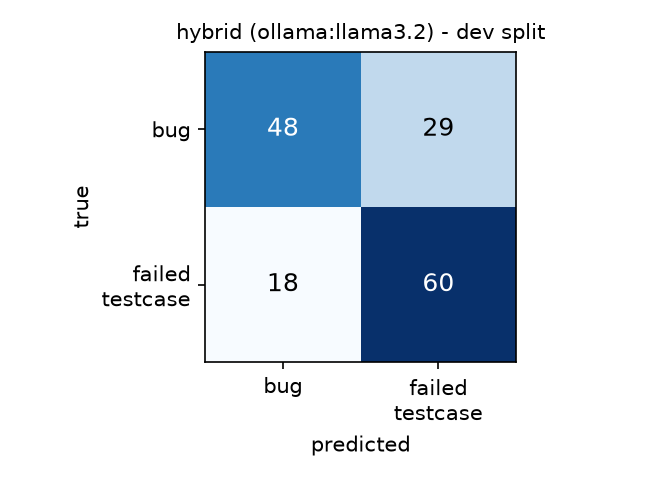 hybrid (ollama:llama3.2) - dev split
bug
48
29
true
failed
testcase
18
60
bug
failed
testcase
predicted